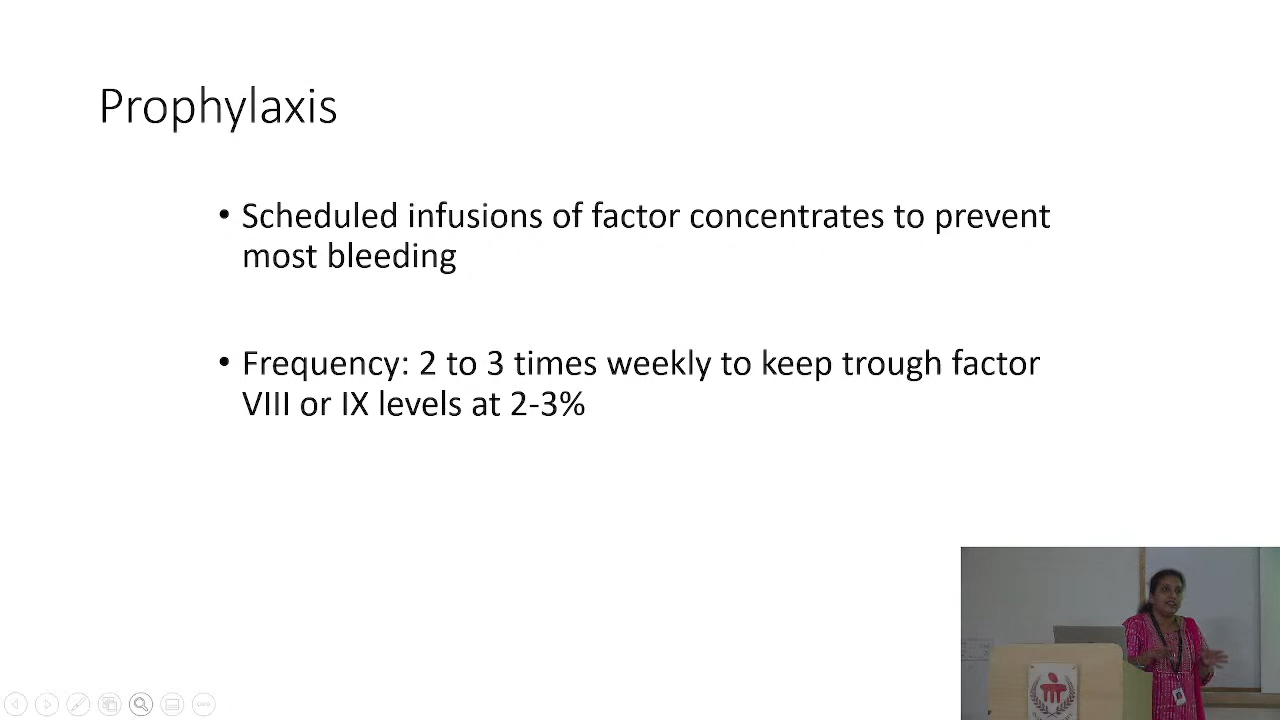 Prophylaxis
• Scheduled infusions of factor concentrates to prevent
most bleeding
• Frequency: 2 to 3 times weekly to keep trough factor
VIII or IX levels at 2-3%